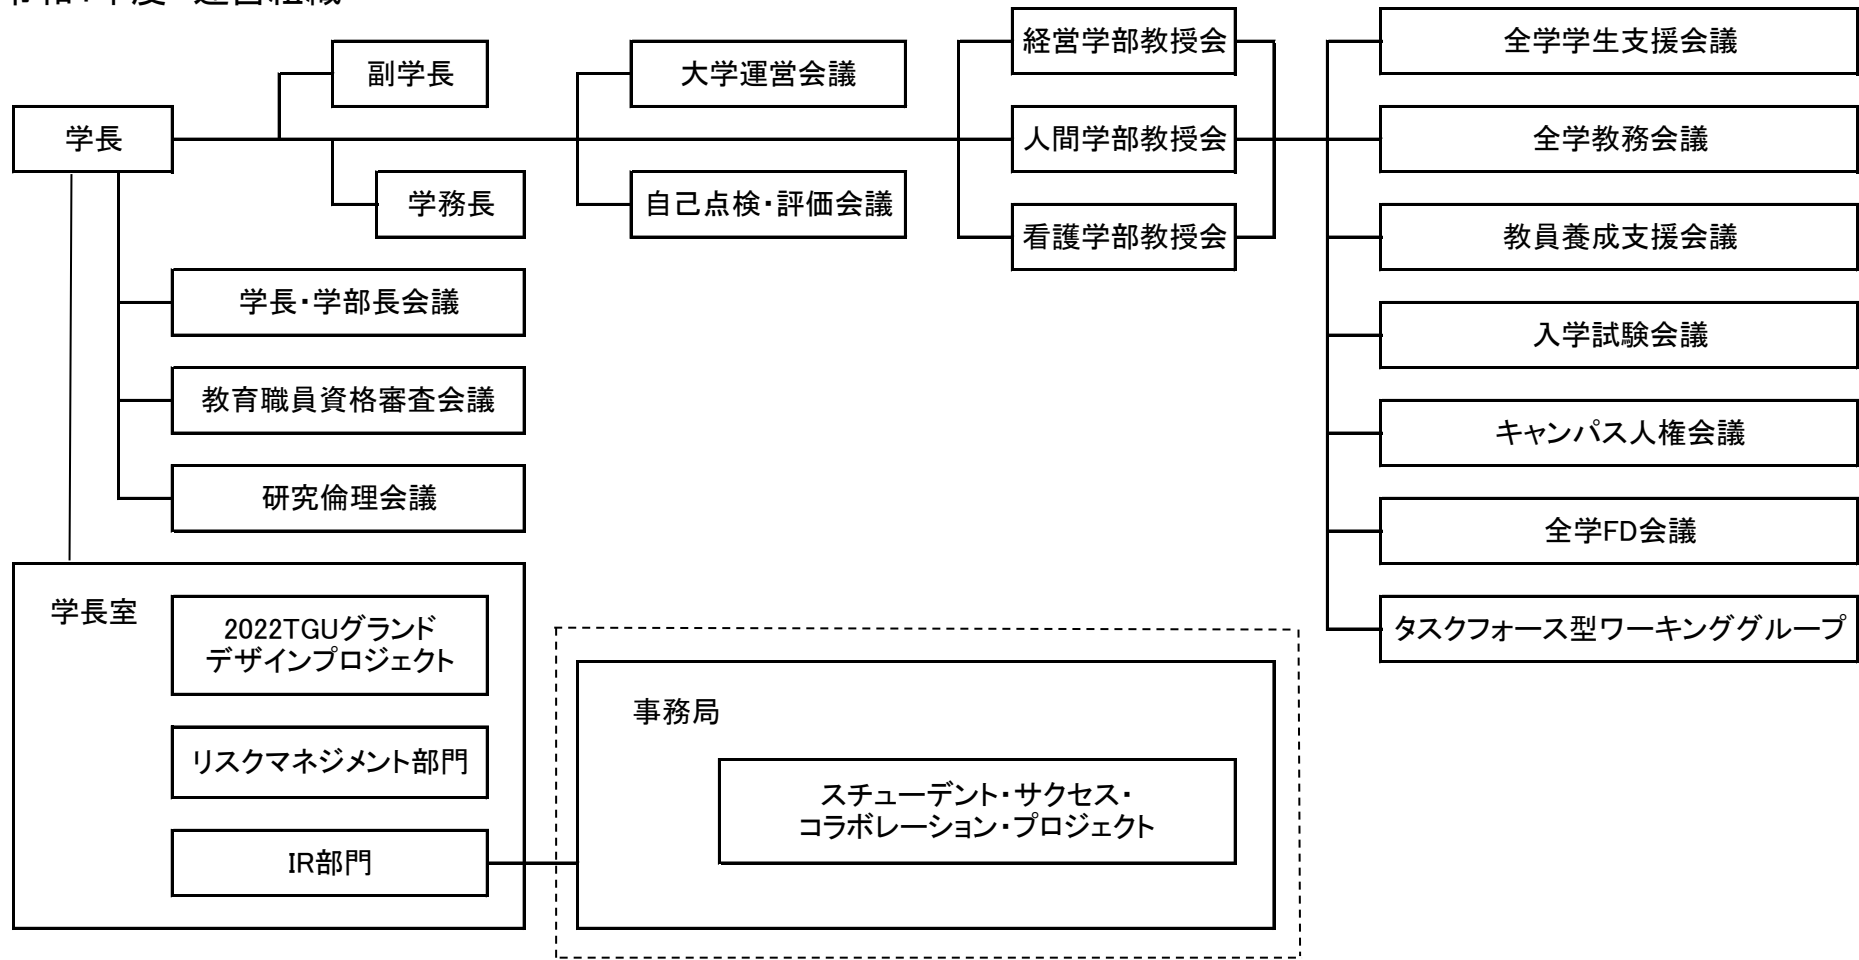 副学長
大学運営会議
経営学部教授会
全学学生支援会議
学長
人間学部教授会
全学教務会議
学務長
自己点検・評価会議
看護学部教授会
教員養成支援会議
学長・学部長会議
入学試験会議
教育職員資格審査会議
キャンパス人権会議
研究倫理会議
全学FD会議
学長室
2022TGUグランド
デザインプロジェクト
タスクフォース型ワーキンググループ
リスクマネジメント部門
IR部門
事務局
スチューデント・サクセス・
コラボレーション・プロジェクト